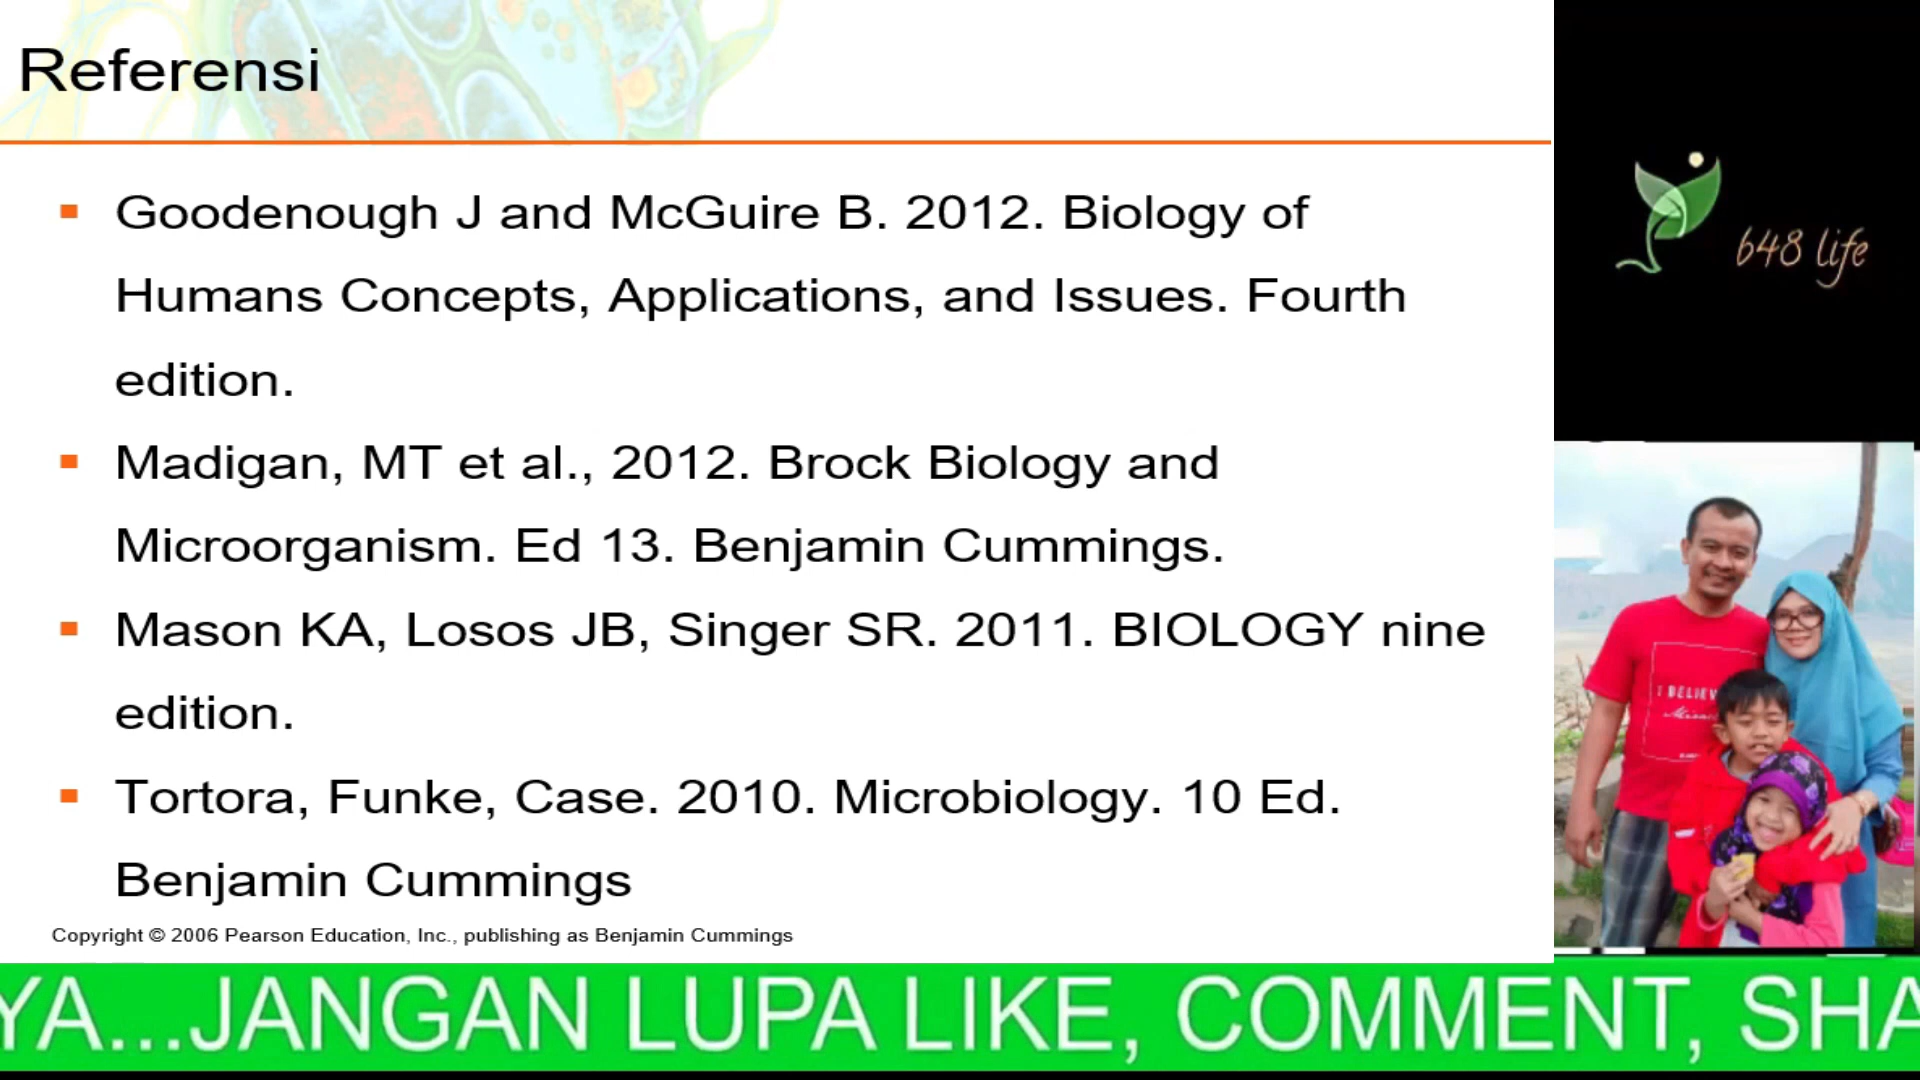 Referensi
Goodenough J and McGuire B. 2012. Biology of
Humans Concepts, Applications, and Issues. Fourth
edition.
Madigan, MT et al., 2012. Brock Biology and
Microorganism. Ed 13. Benjamin Cummings.
Mason KA, Losos JB, Singer SR. 2011. BIOLOGY nine
edition.
Tortora, Funke, Case. 2010. Microbiology. 10 Ed.
Benjamin Cummings
Copyright © 2006 Pearson Education, Inc., publishing as Benjamin Cummings
648 life
I BELIEV
YA...JANGAN LUPA LIKE, COMMENT, SHA